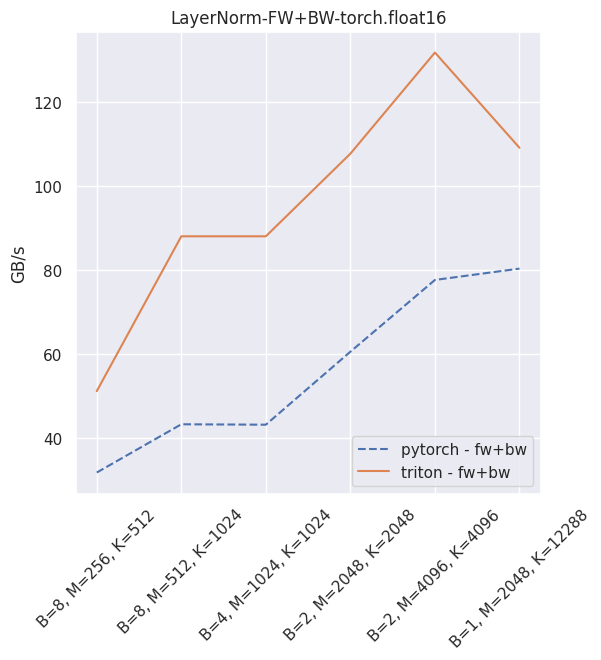 LayerNorm-FW+BW-torch.float16
GB/s
120
100
80
60
40
pytorch - fw+bw
triton - fw+bw
B=8, M=256, K=512
B=8, M=512, K=1024
B=4, M=1024, K=1024
B=2, M=2048, K=2048
B=2, M=4096, K=4096
B=1, M=2048, K=12288